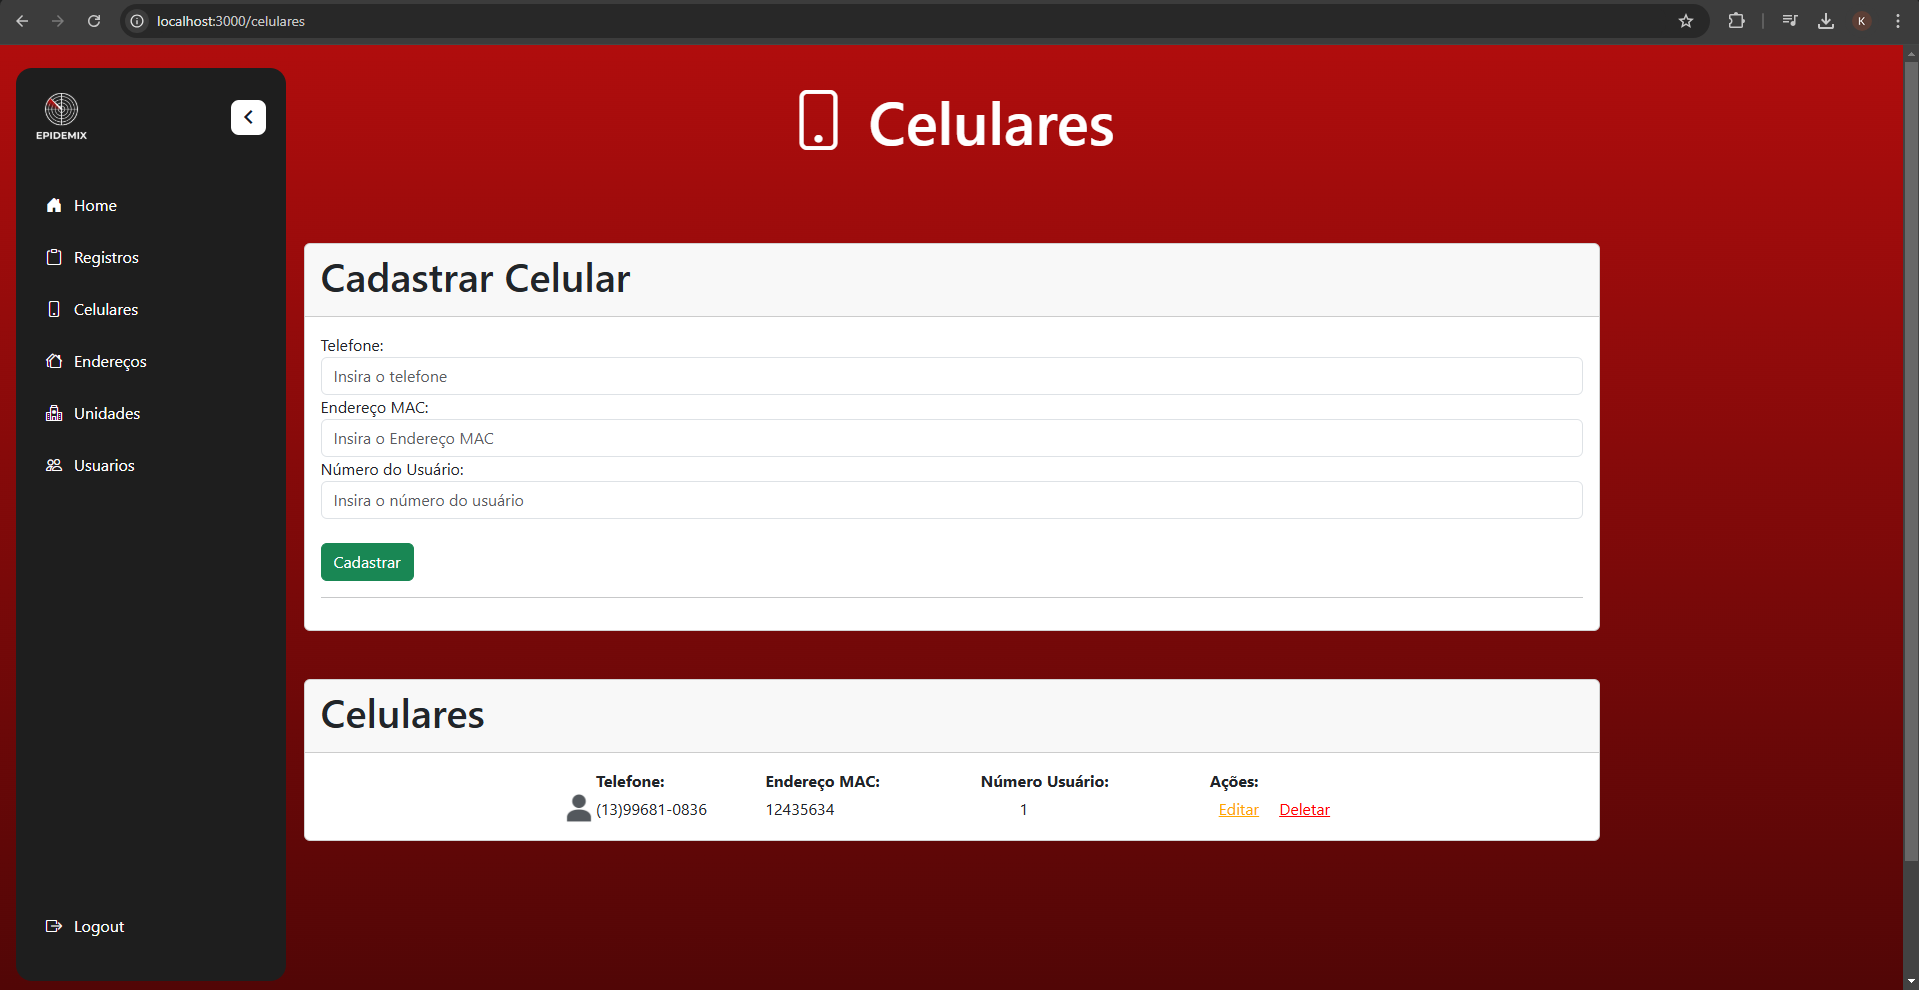 localhost:3000/celulares
K
EPIDEMIX
Home
Registros
Celulares
Endereços
Unidades
Usuarios
Logout
Celulares
Cadastrar Celular
Telefone:
Insira o telefone
Endereço MAC:
Insira o Endereço MAC
Número do Usuário:
Insira o número do usuário
Cadastrar
Celulares
Telefone: Endereço MAC: Número Usuário: Ações:
(13)99681-0836 12435634 1 Editar Deletar